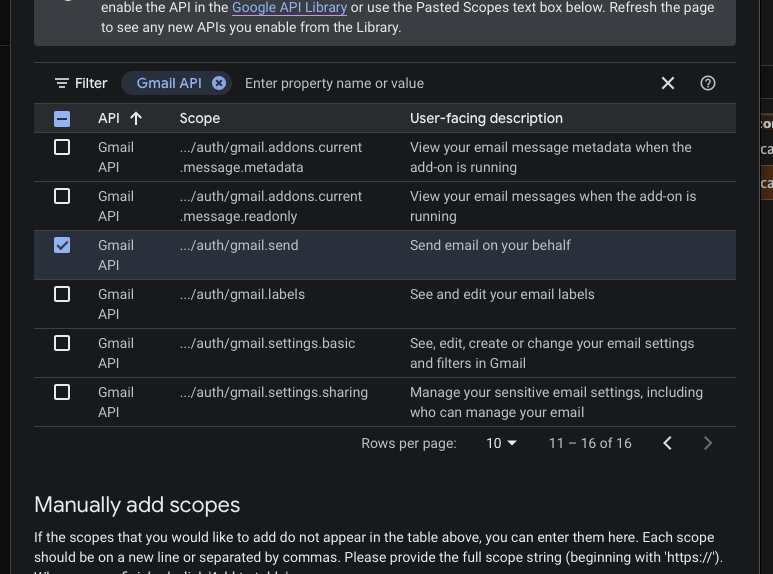 enable the API in the Google API Library or use the Pasted Scopes text box below. Refresh the page
to see any new APIs you enable from the Library.
Filter Gmail API Enter property name or value
API Scope User-facing description
Gmail API .../auth/gmail.addons.current.message.metadata View your email message metadata when the add-on is running
Gmail API .../auth/gmail.addons.current.message.readonly View your email messages when the add-on is running
Gmail API .../auth/gmail.send Send email on your behalf
Gmail API .../auth/gmail.labels See and edit your email labels
Gmail API .../auth/gmail.settings.basic See, edit, create or change your email settings and filters in Gmail
Gmail API .../auth/gmail.settings.sharing Manage your sensitive email settings, including who can manage your email
Rows per page: 10 11 – 16 of 16
Manually add scopes
If the scopes that you would like to add do not appear in the table above, you can enter them here. Each scope
should be on a new line or separated by commas. Please provide the full scope string (beginning with 'https://').